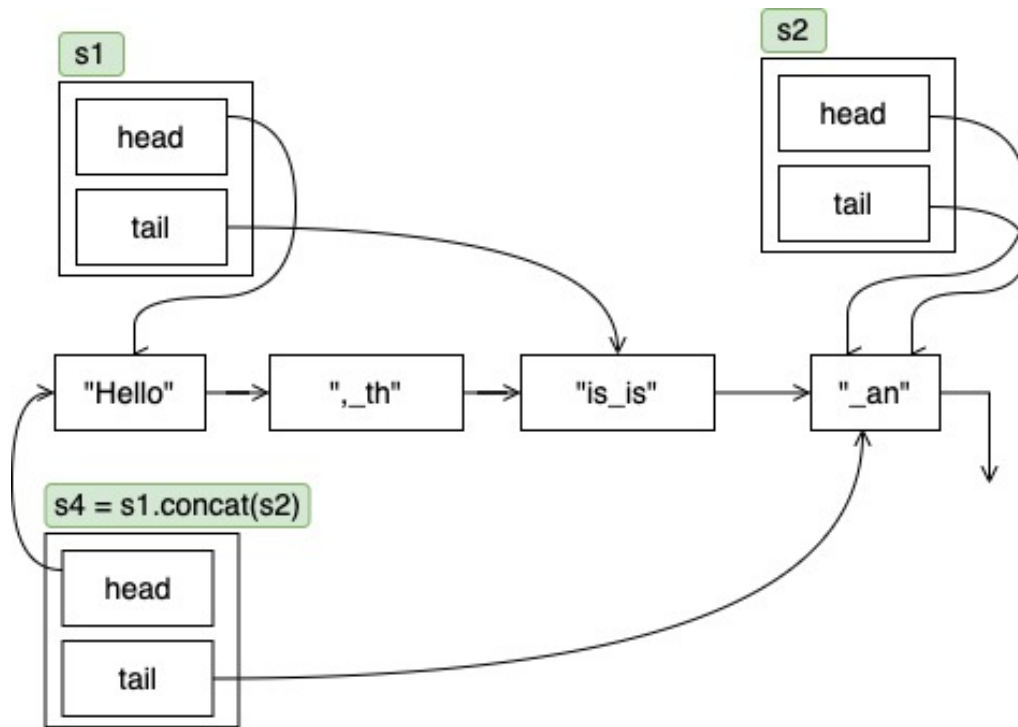 s1
head
tail
s2
head
tail
"Hello"
",_th"
"is_is"
"_an"
s4 = s1.concat(s2)
head
tail